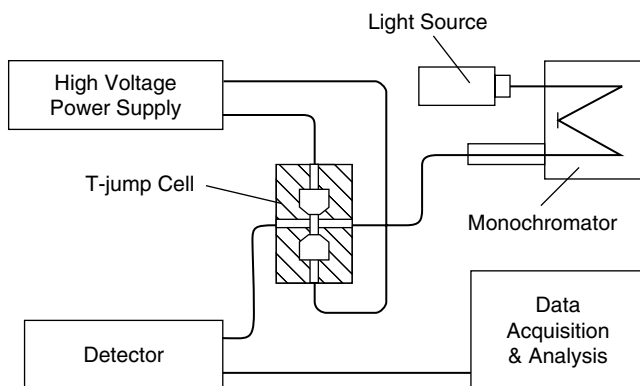 Light Source
High Voltage
Power Supply
T-jump Cell
Monochromator
Detector
Data
Acquisition
& Analysis